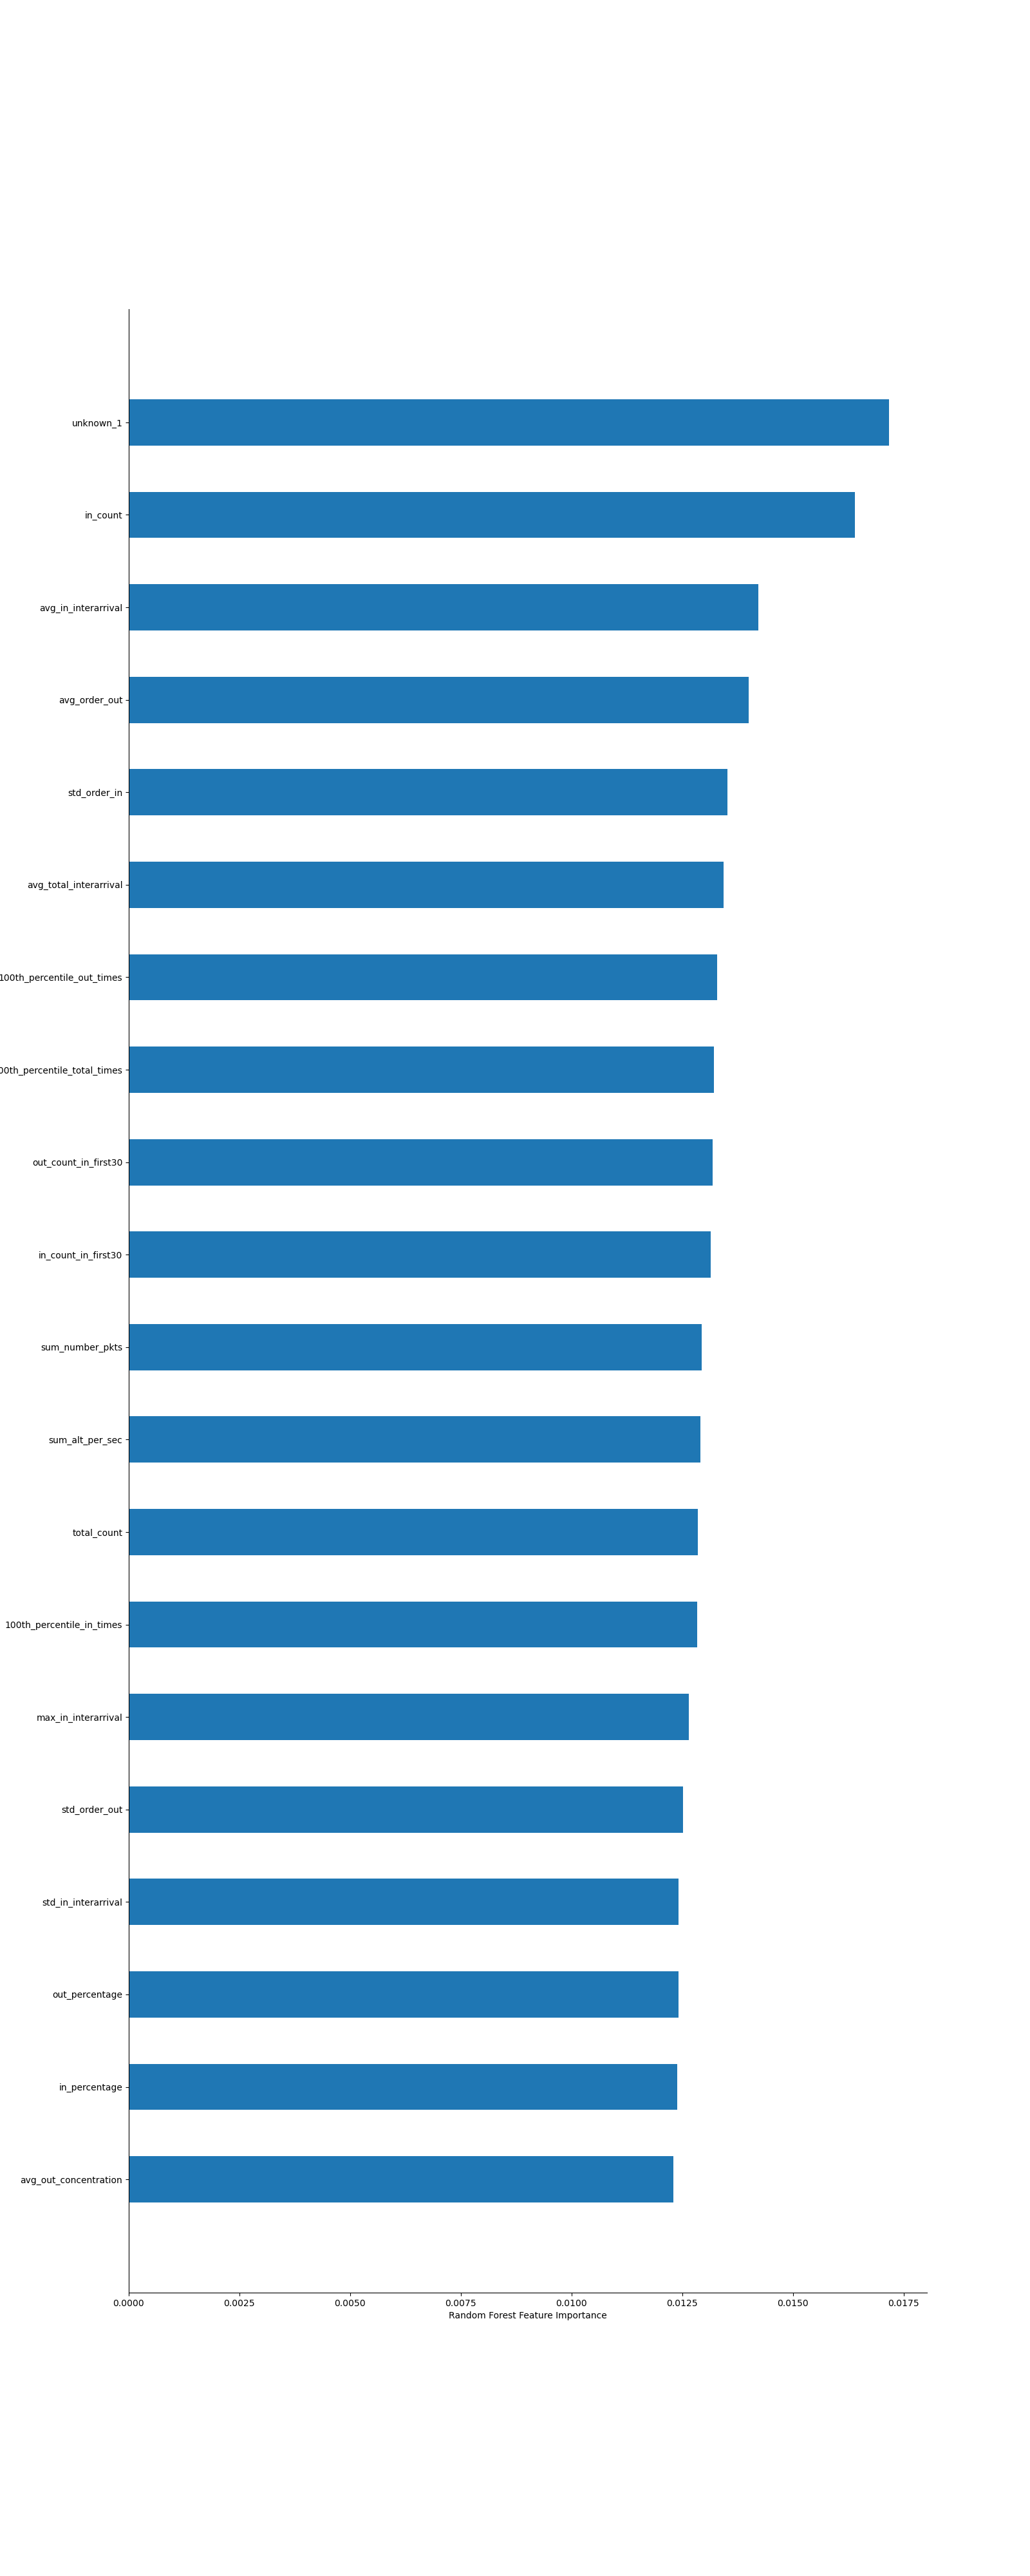 unknown_1
in_count
avg_in_interarrival
avg_order_out
std_order_in
avg_total_interarrival
100th_percentile_out_times
00th_percentile_total_times
out_count_in_first30
in_count_in_first30
sum_number_pkts
sum_alt_per_sec
total_count
100th_percentile_in_times
max_in_interarrival
std_order_out
std_in_interarrival
out_percentage
in_percentage
avg_out_concentration
0.0000 0.0025 0.0050 0.0075 0.0100 0.0125 0.0150 0.0175
Random Forest Feature Importance